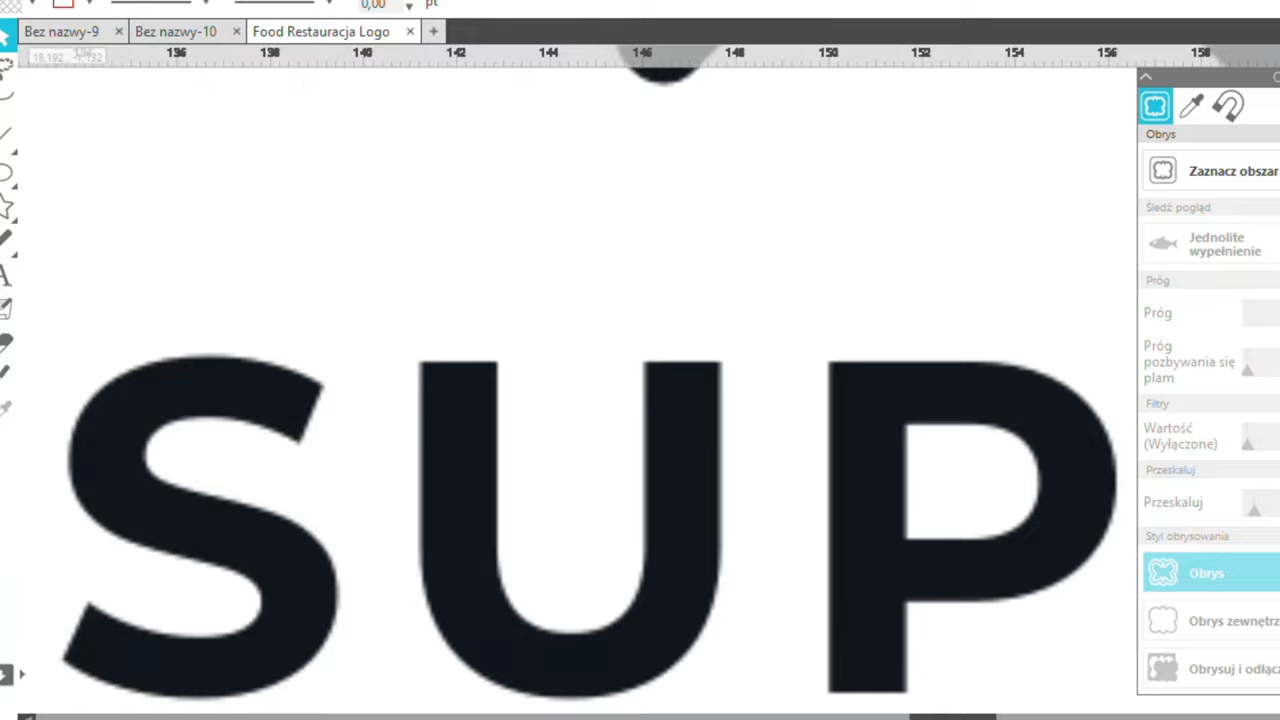 0,00 pt
Bez nazwy-9 Bez nazwy-10 Food Restauracja Logo
136 138 140 142 144 146 148 150 152 154 156 158
Obrys
Zaznacz obszar
Śledź pogląd
Jednolite
wypełnienie
Próg
Próg
Próg
pozbywania się
plam
Filtry
Wartość
(Wyłączone)
Przeskaluj
Przeskaluj
Styl obrysowania
Obrys
Obrys zewnętrz
Obrysuj i odłącz
SUP